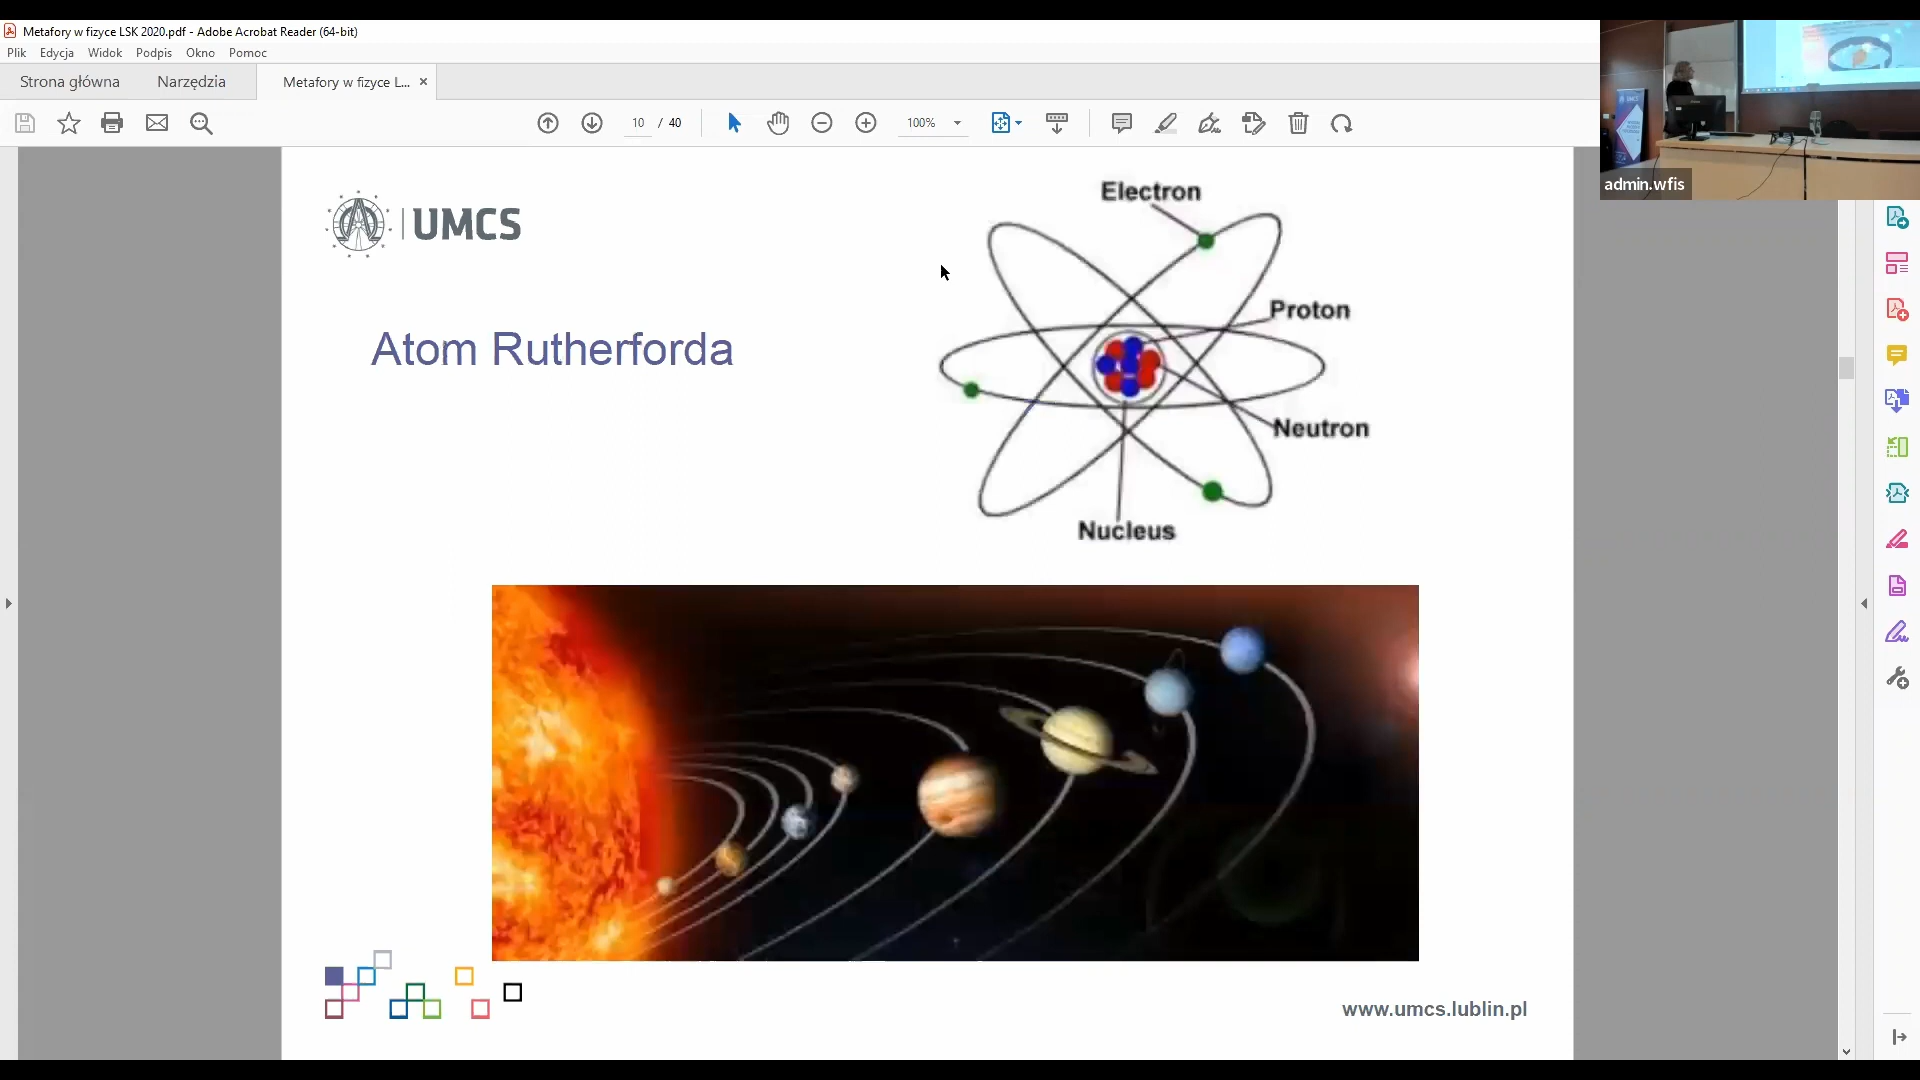 Metafory w fizyce LSK 2020.pdf - Adobe Acrobat Reader (64-bit)
Plik Edycja Widok Podpis Okno Pomoc
Strona główna Narzędzia Metafory w fizyce L... ×
10 / 40 100%
admin.wfis
UMCS
Atom Rutherforda
Electron
Proton
Neutron
Nucleus
www.umcs.lublin.pl